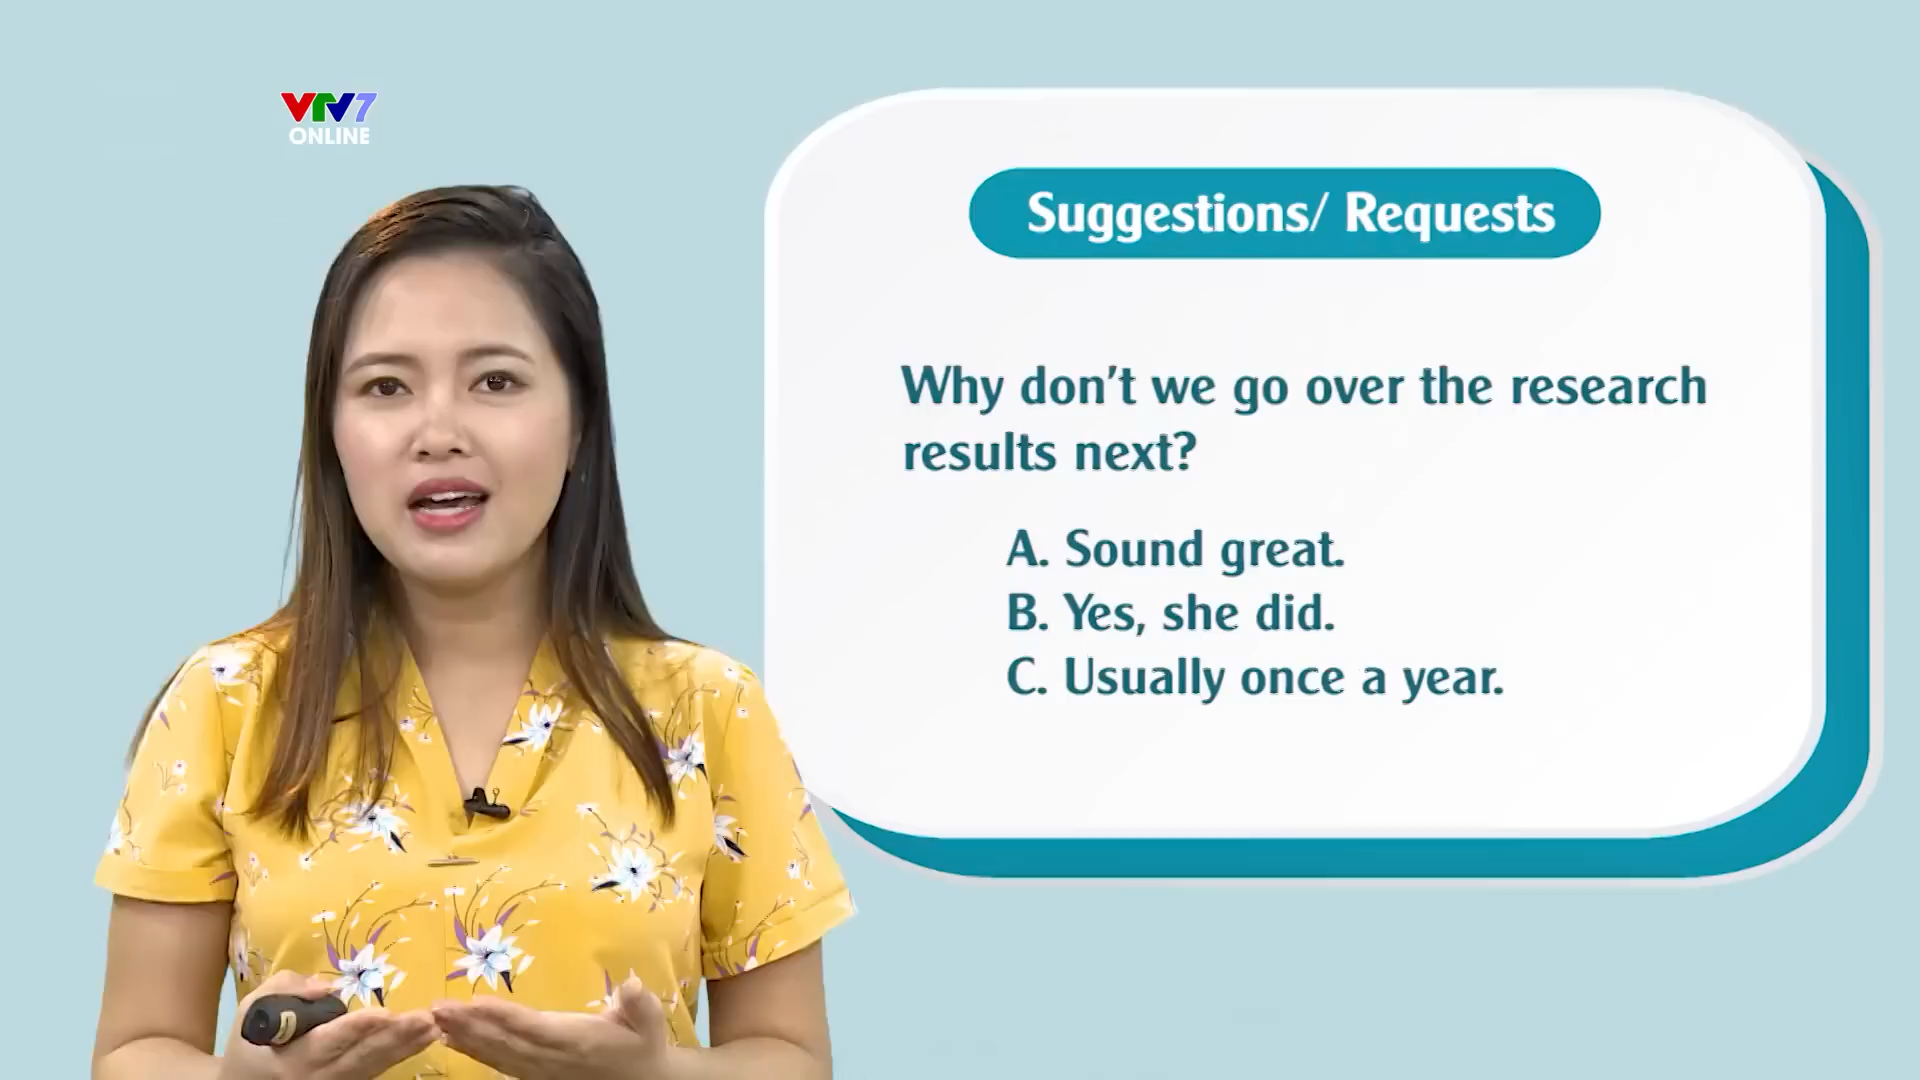 VTV7
ONLINE
Suggestions/ Requests
Why don't we go over the research
results next?
A. Sound great.
B. Yes, she did.
C. Usually once a year.